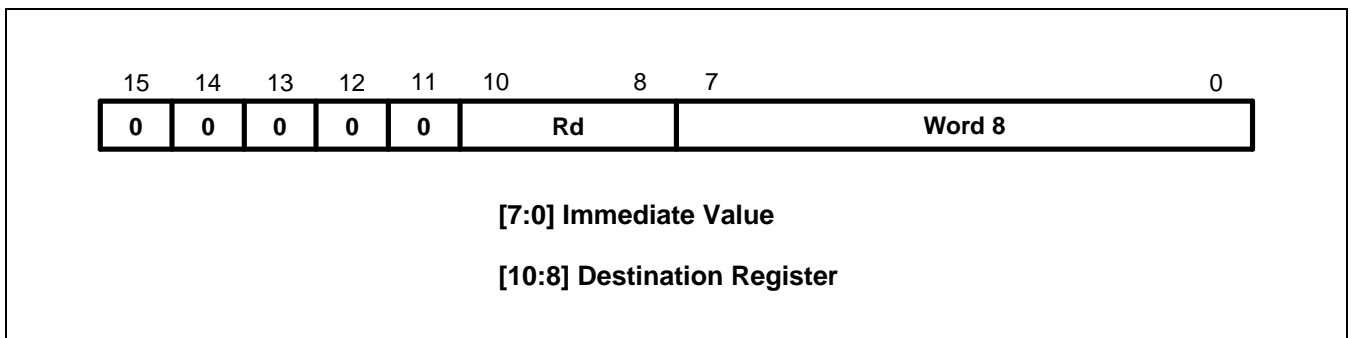 15 14 13 12 11 10 8 7 0
0 0 0 0 0 Rd Word 8
[7:0] Immediate Value
[10:8] Destination Register